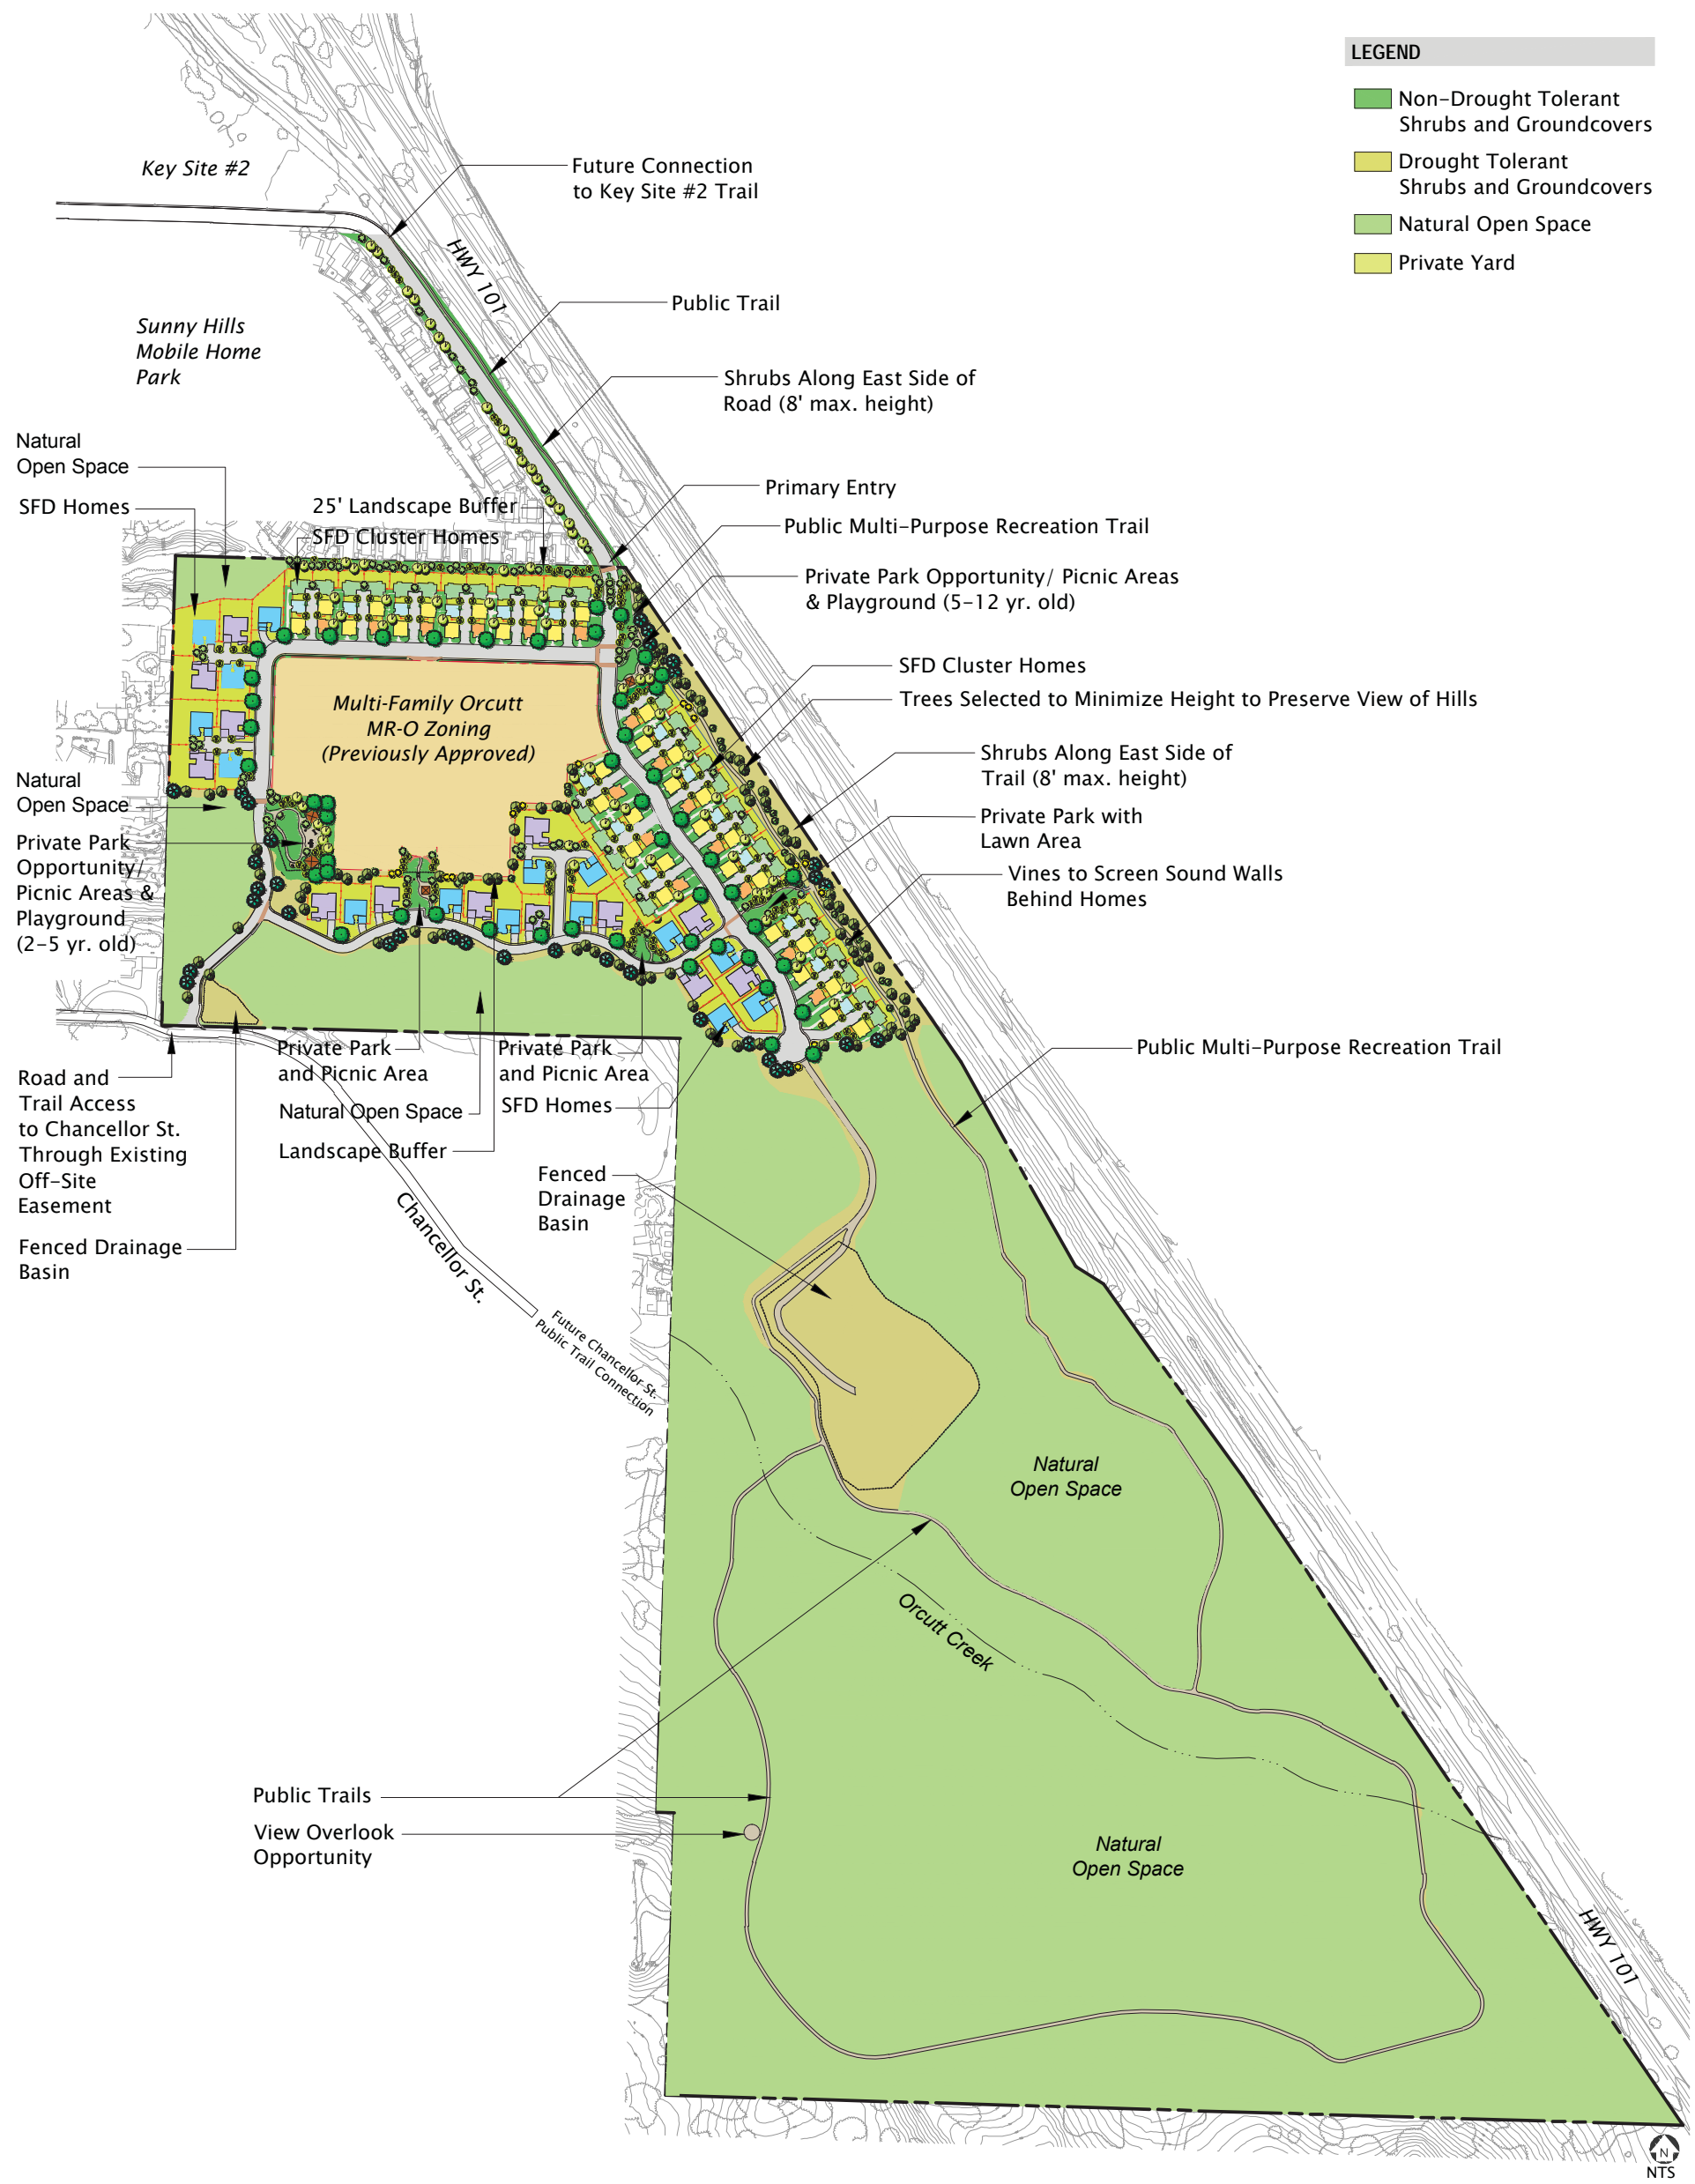 LEGEND
Non-Drought Tolerant
Shrubs and Groundcovers
Drought Tolerant
Shrubs and Groundcovers
Natural Open Space
Private Yard
Key Site #2
Future Connection
to Key Site #2 Trail
HWY 101
Public Trail
Sunny Hills
Mobile Home
Park
Shrubs Along East Side of
Road (8' max. height)
Natural
Open Space
SFD Homes
25' Landscape Buffer
SFD Cluster Homes
Primary Entry
Public Multi-Purpose Recreation Trail
Private Park Opportunity/ Picnic Areas
& Playground (5-12 yr. old)
SFD Cluster Homes
Trees Selected to Minimize Height to Preserve View of Hills
Multi-Family Orcutt
MR-O Zoning
(Previously Approved)
Shrubs Along East Side of
Trail (8' max. height)
Natural
Open Space
Private Park with
Lawn Area
Private Park
Opportunity/
Picnic Areas &
Playground
(2-5 yr. old)
Vines to Screen Sound Walls
Behind Homes
Private Park
and Picnic Area
Private Park
and Picnic Area
Public Multi-Purpose Recreation Trail
Road and
Trail Access
to Chancellor St.
Through Existing
Off-Site
Easement
Natural Open Space
SFD Homes
Landscape Buffer
Fenced
Drainage
Basin
Fenced Drainage
Basin
Chancellor St.
Future Chancellor St.
Public Trail Connection
Natural
Open Space
Orcutt Creek
Public Trails
View Overlook
Opportunity
Natural
Open Space
HWY 101
N
NTS